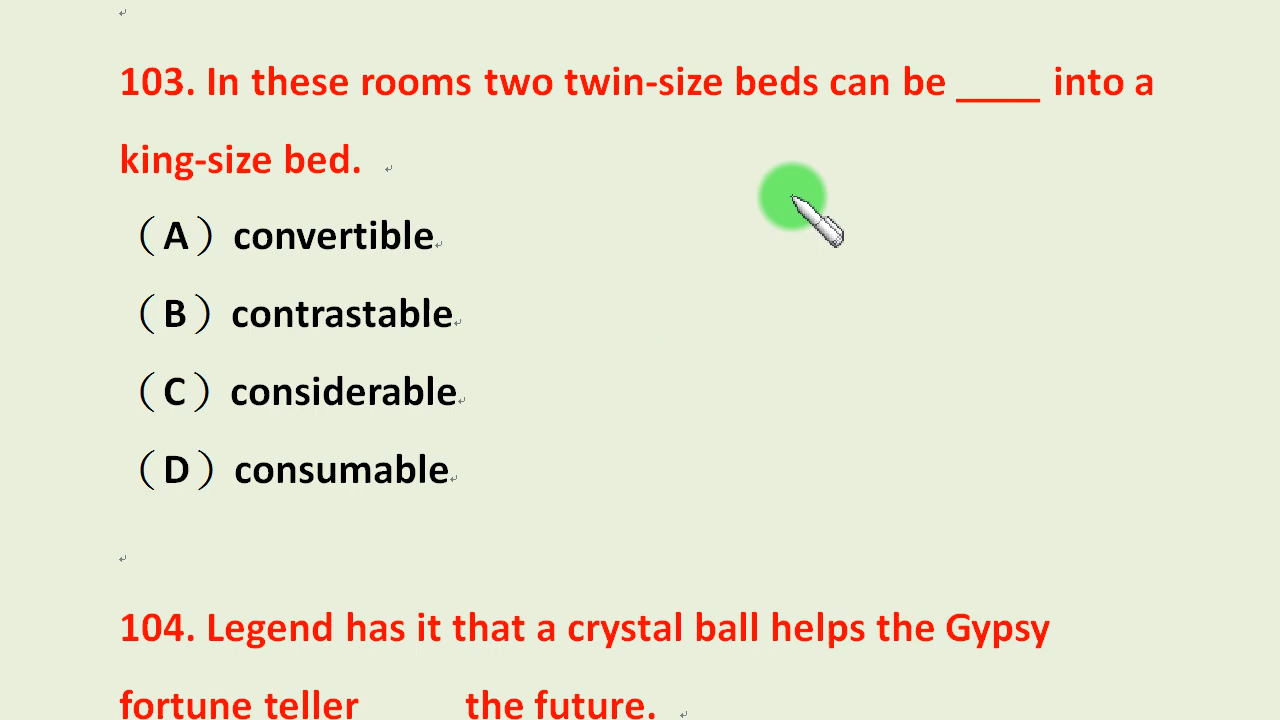 103. In these rooms two twin-size beds can be ____ into a
king-size bed.
（A）convertible
（B）contrastable
（C）considerable
（D）consumable
104. Legend has it that a crystal ball helps the Gypsy
fortune teller the future.